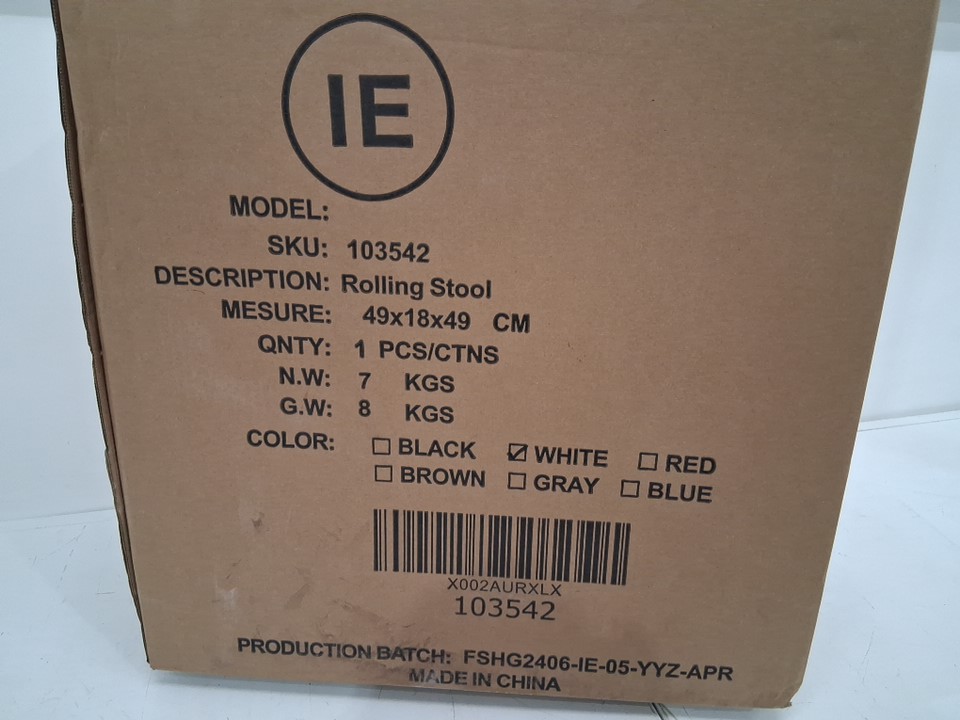 IE
MODEL:
SKU: 103542
DESCRIPTION: Rolling Stool
MESURE: 49x18x49 CM
QNTY: 1 PCS/CTNS
N.W: 7 KGS
G.W: 8 KGS
COLOR: BLACK WHITE RED
BROWN GRAY BLUE
X002AURXLX
103542
PRODUCTION BATCH: FSHG2406-IE-05-YYZ-APR
MADE IN CHINA